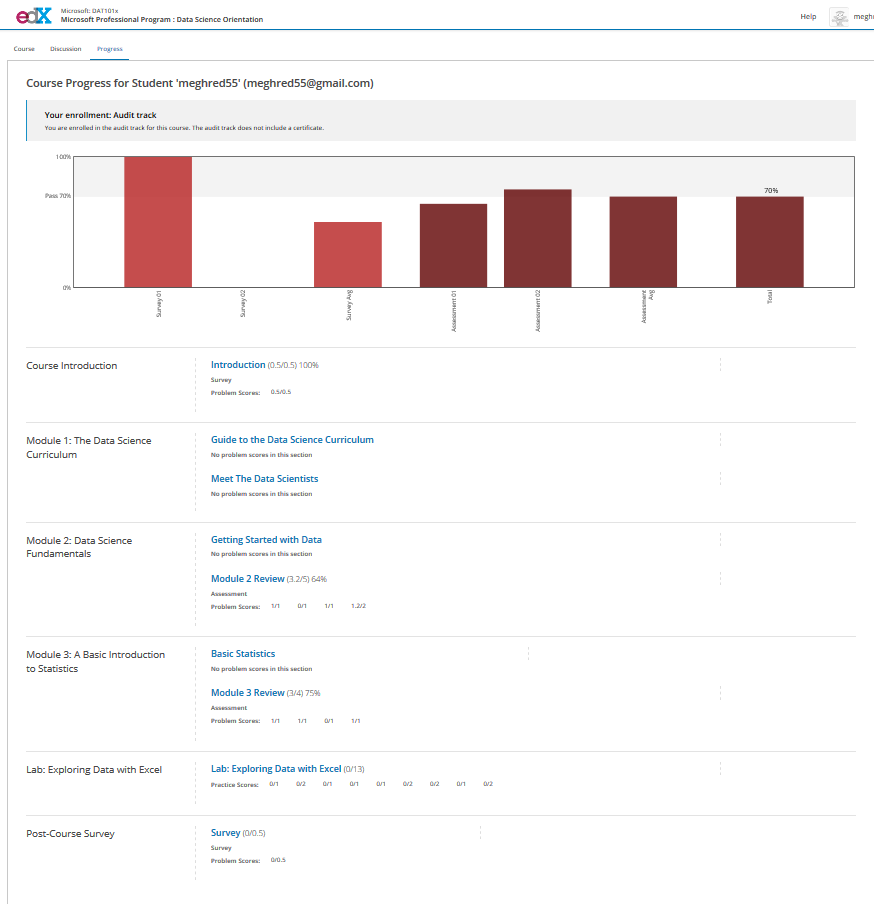 edX
Microsoft: DAT101x
Microsoft Professional Program : Data Science Orientation
Help
meghr
Course
Discussion
Progress
Course Progress for Student 'meghred55' (meghred55@gmail.com)
Your enrollment: Audit track
You are enrolled in the audit track for this course. The audit track does not include a certificate.
100%
Pass 70%
70%
0%
Survey 01
Survey 02
Survey Avg
Assessment 01
Assessment 02
Assessment Avg
Total
Course Introduction
Introduction (0.5/0.5) 100%
Survey
Problem Scores: 0.5/0.5
Module 1: The Data Science
Curriculum
Guide to the Data Science Curriculum
No problem scores in this section
Meet The Data Scientists
No problem scores in this section
Module 2: Data Science
Fundamentals
Getting Started with Data
No problem scores in this section
Module 2 Review (3.2/5) 64%
Assessment
Problem Scores: 1/1 0/1 1/1 1.2/2
Module 3: A Basic Introduction
to Statistics
Basic Statistics
No problem scores in this section
Module 3 Review (3/4) 75%
Assessment
Problem Scores: 1/1 1/1 0/1 1/1
Lab: Exploring Data with Excel
Lab: Exploring Data with Excel (0/13)
Practice Scores: 0/1 0/2 0/1 0/1 0/1 0/2 0/2 0/1 0/2
Post-Course Survey
Survey (0/0.5)
Survey
Problem Scores: 0/0.5